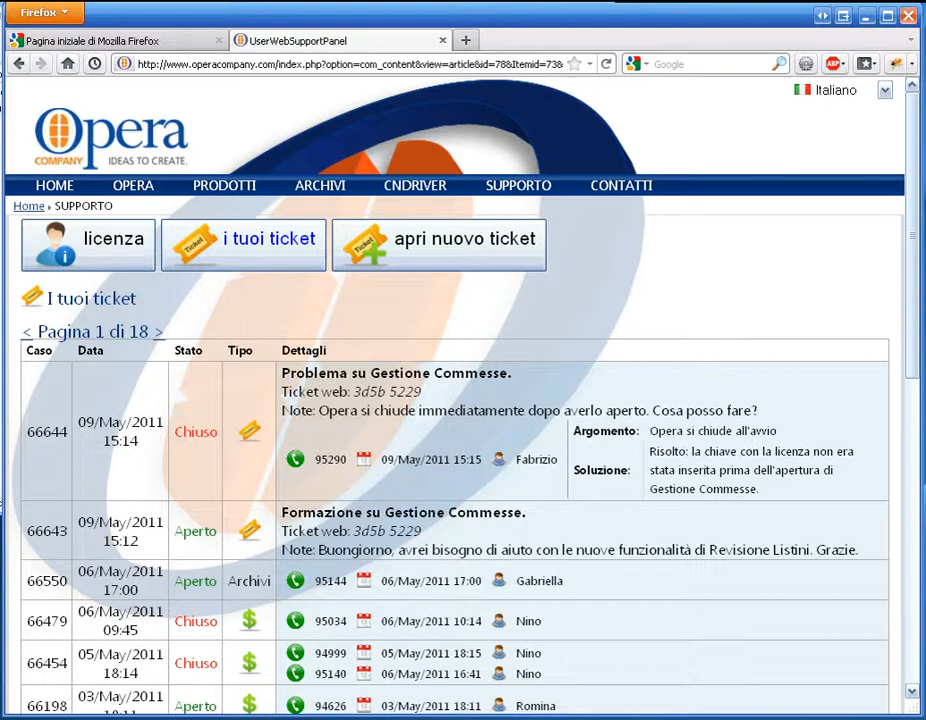 Firefox
Pagina iniziale di Mozilla Firefox
UserWebSupportPanel
http://www.operacompany.com/index.php?option=com_content&view=article&id=78&Itemid=73&
Google
Italiano
Opera
COMPANY IDEAS TO CREATE.
HOME OPERA PRODOTTI ARCHIVI CNDRIVER SUPPORTO CONTATTI
Home SUPPORTO
licenza
Ticket i tuoi ticket
Ticket apri nuovo ticket
I tuoi ticket
< Pagina 1 di 18 >
Caso Data Stato Tipo Dettagli
66644 09/May/2011 15:14 Chiuso
Problema su Gestione Commesse.
Ticket web: 3d5b 5229
Note: Opera si chiude immediatamente dopo averlo aperto. Cosa posso fare?
95290 09/May/2011 15:15 Fabrizio
Argomento: Opera si chiude all'avvio
Soluzione: Risolto: la chiave con la licenza non era
stata inserita prima dell'apertura di
Gestione Commesse.
66643 09/May/2011 15:12 Aperto
Formazione su Gestione Commesse.
Ticket web: 3d5b 5229
Note: Buongiorno, avrei bisogno di aiuto con le nuove funzionalità di Revisione Listini. Grazie.
66550 06/May/2011 17:00 Aperto Archivi 95144 06/May/2011 17:00 Gabriella
66479 06/May/2011 09:45 Chiuso $ 95034 06/May/2011 10:14 Nino
66454 05/May/2011 18:14 Chiuso $ 94999 05/May/2011 18:15 Nino
95140 06/May/2011 16:41 Nino
66198 03/May/2011 18:11 Aperto $ 94626 03/May/2011 18:11 Romina